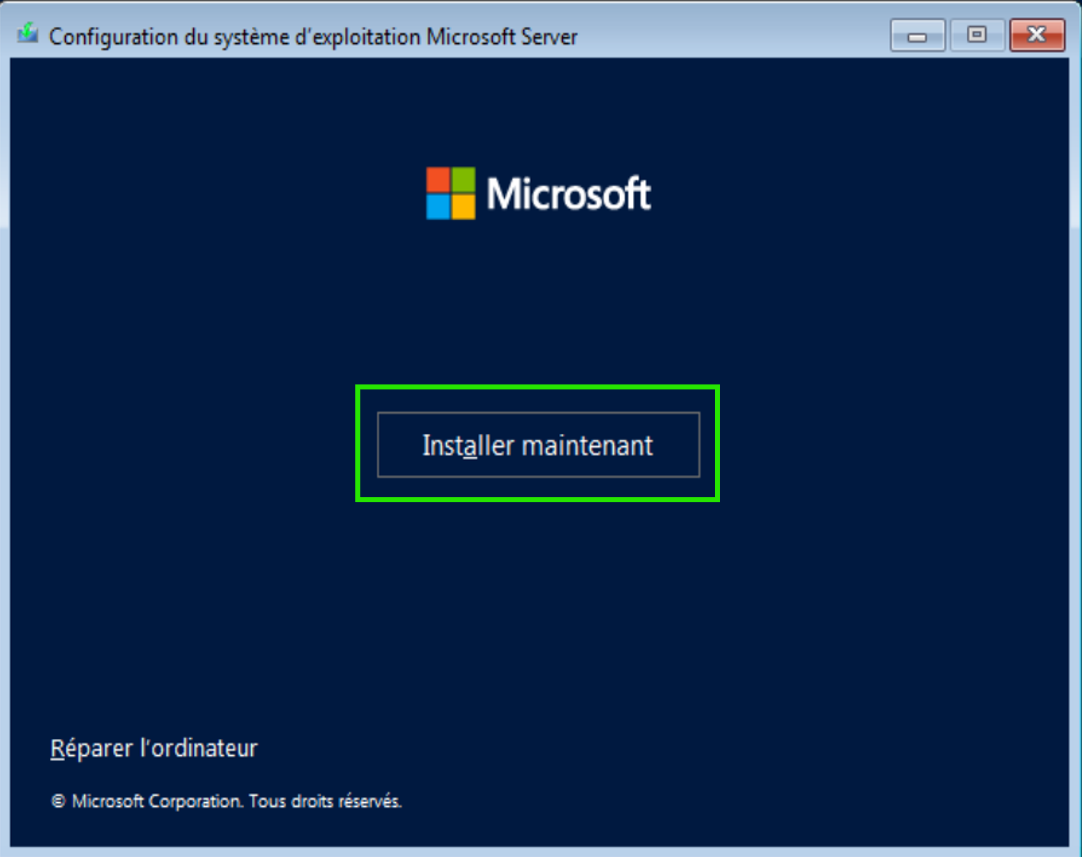 Configuration du système d'exploitation Microsoft Server
Microsoft
Installer maintenant
Réparer l'ordinateur
© Microsoft Corporation. Tous droits réservés.